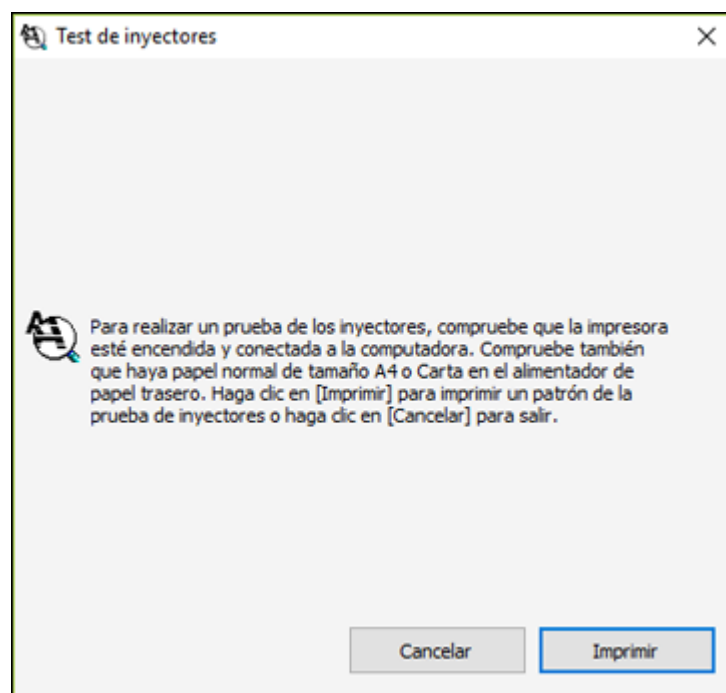 Test de inyectores
Para realizar un prueba de los inyectores, compruebe que la impresora
esté encendida y conectada a la computadora. Compruebe también
que haya papel normal de tamaño A4 o Carta en el alimentador de
papel trasero. Haga clic en [Imprimir] para imprimir un patrón de la
prueba de inyectores o haga clic en [Cancelar] para salir.
Cancelar
Imprimir